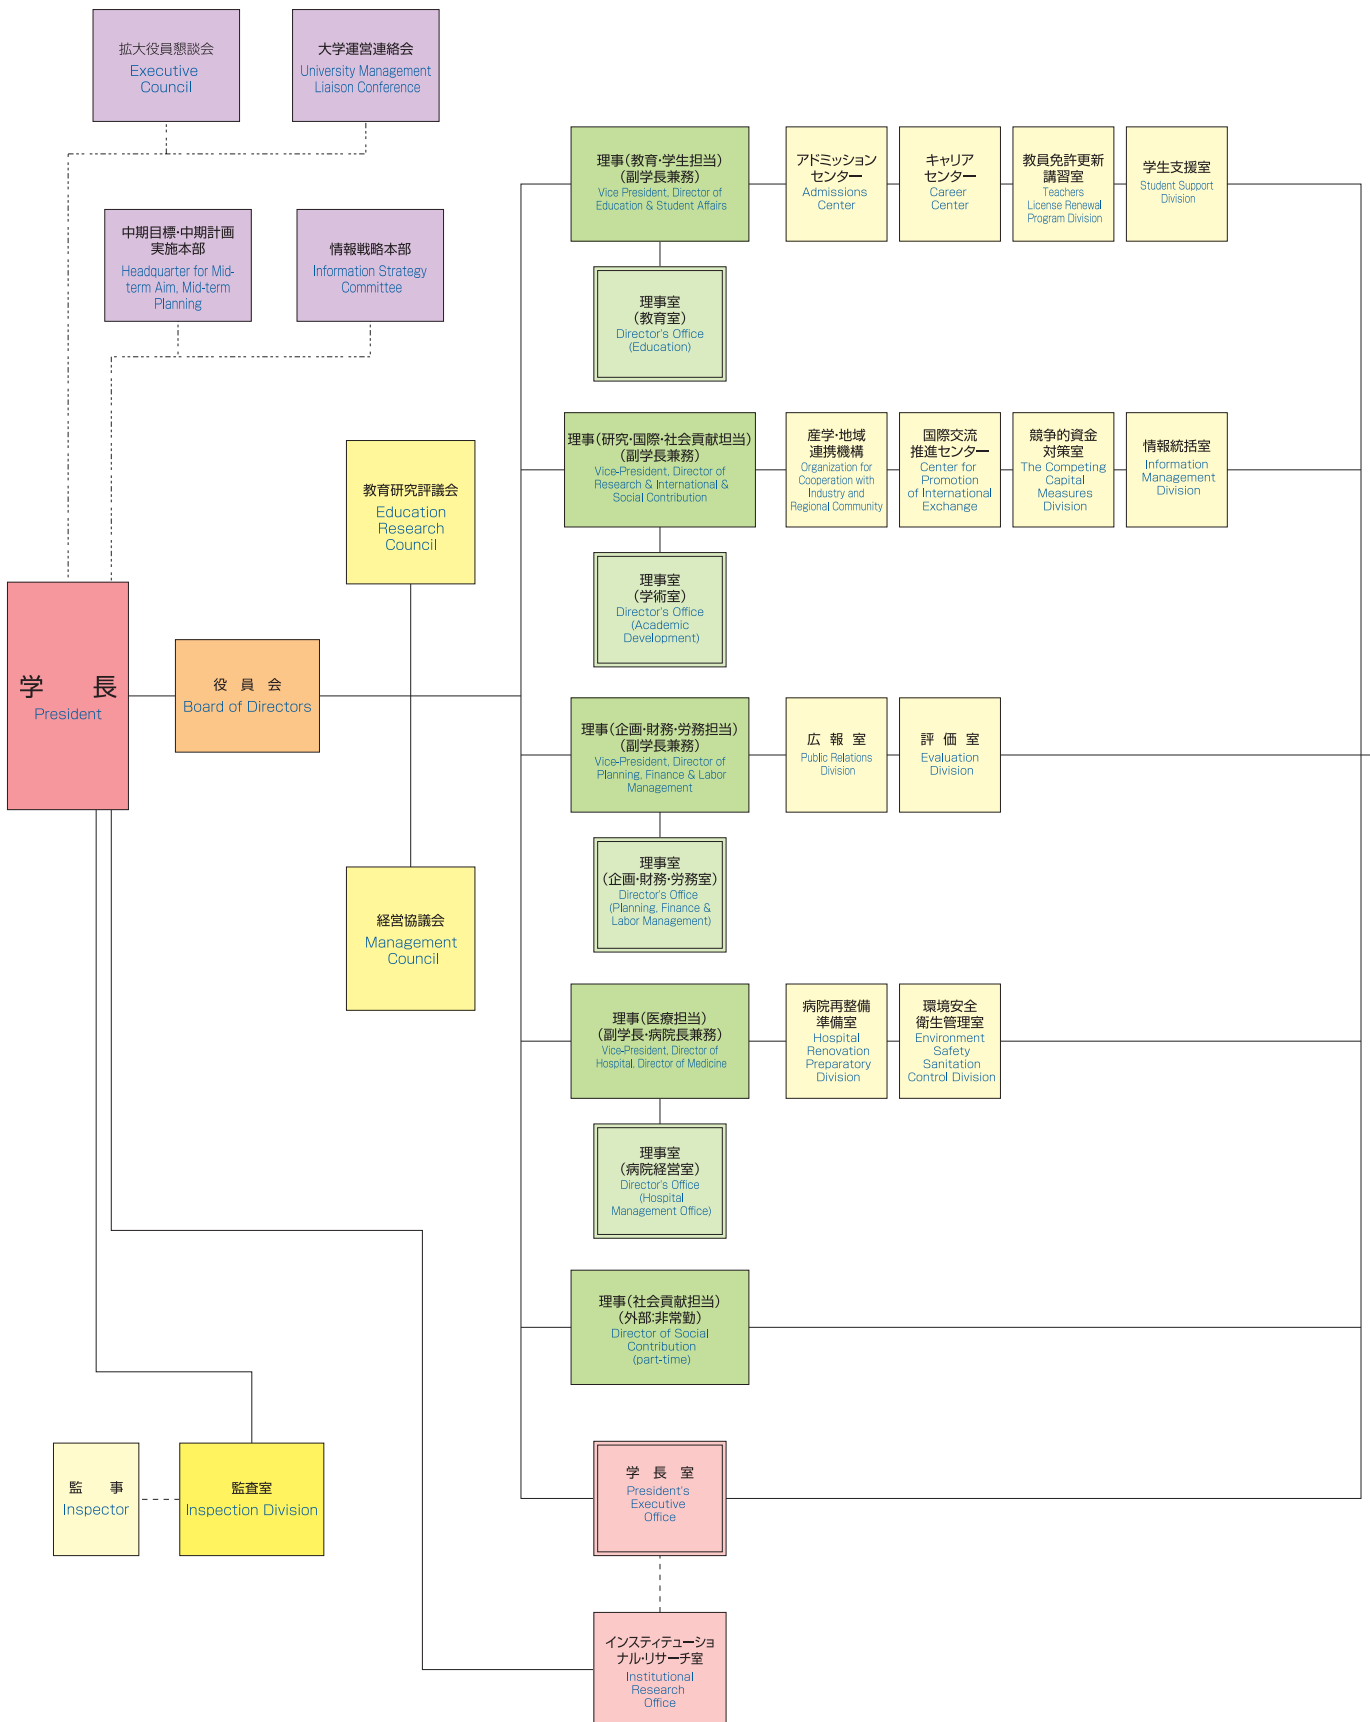 拡大役員懇談会
Executive
Council
大学運営連絡会
University Management
Liaison Conference
中期目標・中期計画
実施本部
Headquarter for Mid-
term Aim, Mid-term
Planning
情報戦略本部
Information Strategy
Committee
学　長
President
役 員 会
Board of Directors
教育研究評議会
Education
Research
Council
経営協議会
Management
Council
監　事
Inspector
監査室
Inspection Division
理事(教育・学生担当)
(副学長兼務)
Vice President, Director of
Education & Student Affairs
アドミッション
センター
Admissions
Center
キャリア
センター
Career
Center
教員免許更新
講習室
Teachers
License Renewal
Program Division
学生支援室
Student Support
Division
理事室
(教育室)
Director's Office
(Education)
理事(研究・国際・社会貢献担当)
(副学長兼務)
Vice-President, Director of
Research & International &
Social Contribution
産学・地域
連携機構
Organization for
Cooperation with
Industry and
Regional Community
国際交流
推進センター
Center for
Promotion
of International
Exchange
競争的資金
対策室
The Competing
Capital
Measures
Division
情報統括室
Information
Management
Division
理事室
(学術室)
Director's Office
(Academic
Development)
理事(企画・財務・労務担当)
(副学長兼務)
Vice-President, Director of
Planning, Finance & Labor
Management
広 報 室
Public Relations
Division
評 価 室
Evaluation
Division
理事室
(企画・財務・労務室)
Director's Office
(Planning, Finance &
Labor Management)
理事(医療担当)
(副学長・病院長兼務)
Vice-President, Director of
Hospital, Director of Medicine
病院再整備
準備室
Hospital
Renovation
Preparatory
Division
環境安全
衛生管理室
Environment
Safety
Sanitation
Control Division
理事室
(病院経営室)
Director's Office
(Hospital
Management Office)
理事(社会貢献担当)
(外部:非常勤)
Director of Social
Contribution
(part-time)
学 長 室
President's
Executive
Office
インスティテューショ
ナル・リサーチ室
Institutional
Research
Office